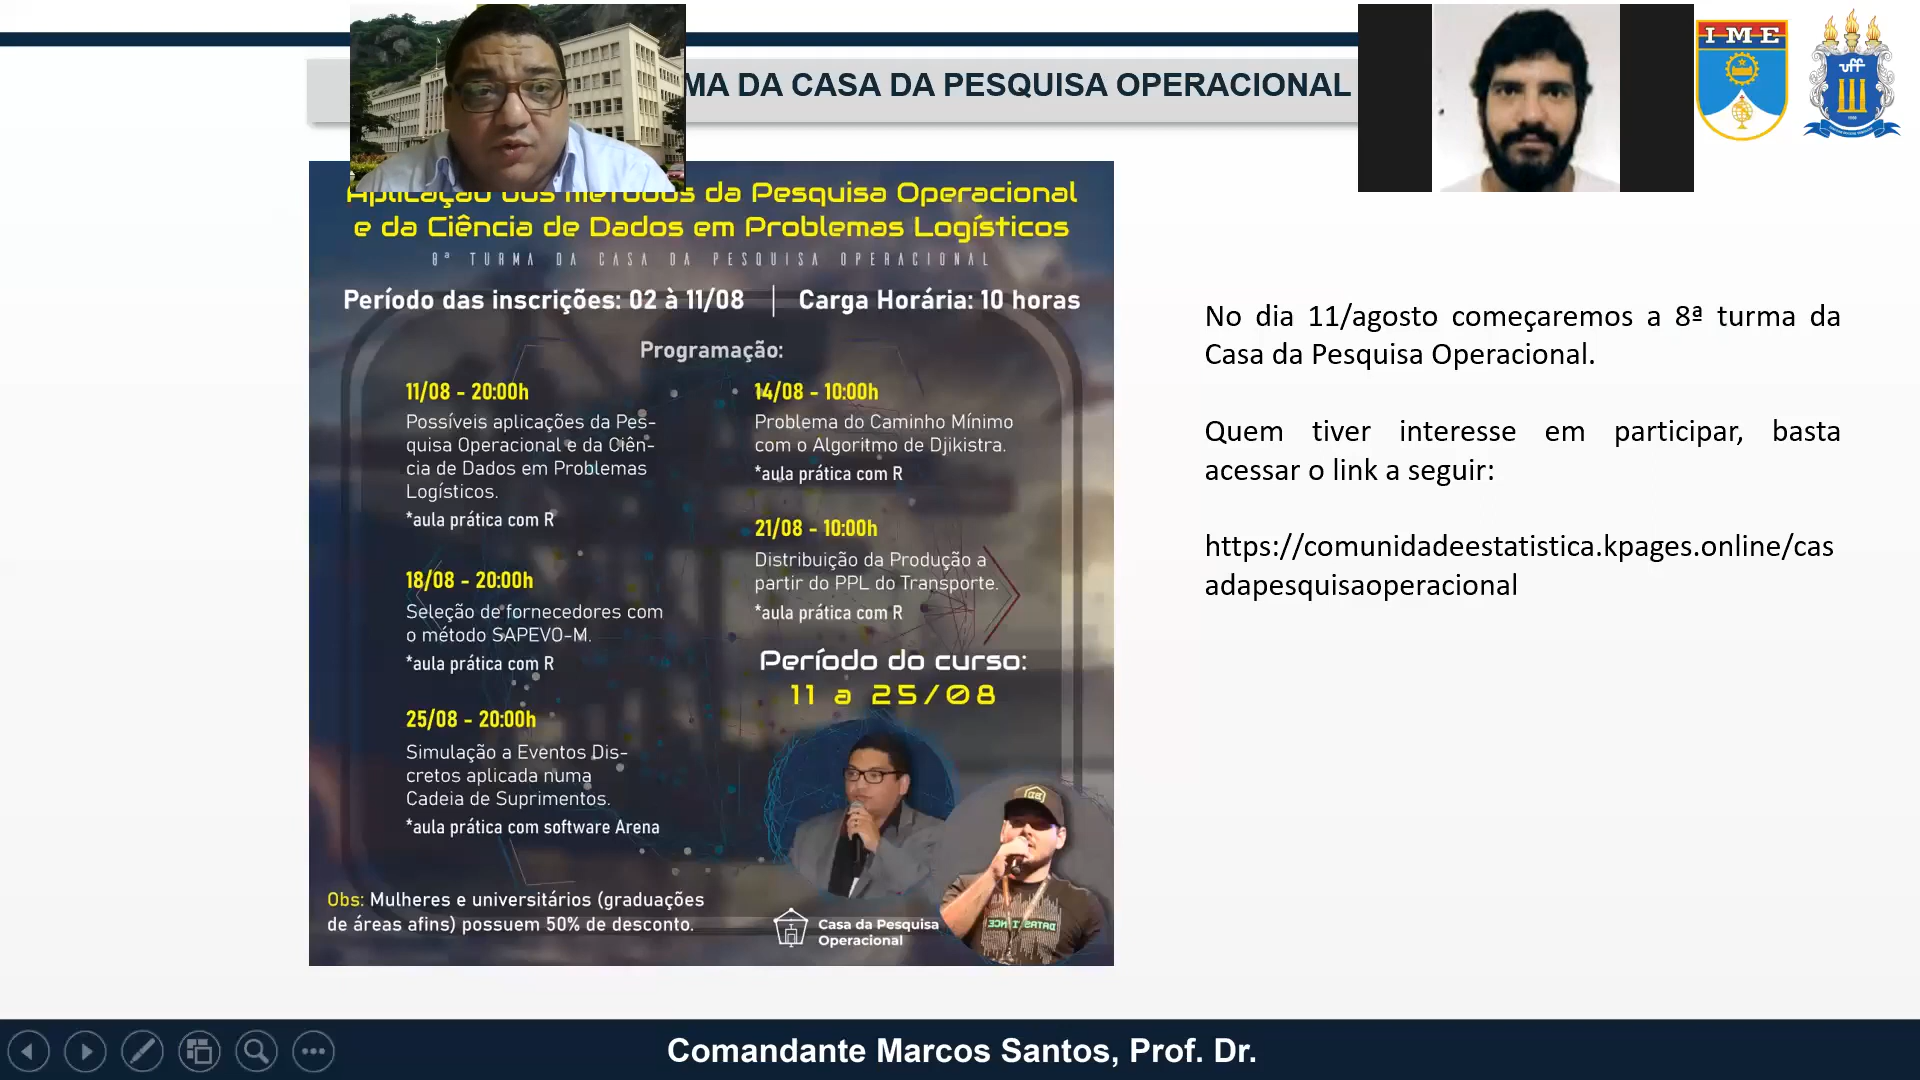 MA DA CASA DA PESQUISA OPERACIONAL
IME
uff
Aplicação dos métodos da Pesquisa Operacional
e da Ciência de Dados em Problemas Logísticos
8ª TURMA DA CASA DA PESQUISA OPERACIONAL
Período das inscrições: 02 à 11/08 | Carga Horária: 10 horas
Programação:
11/08 - 20:00h
Possíveis aplicações da Pes-
quisa Operacional e da Ciên-
cia de Dados em Problemas
Logísticos.
*aula prática com R
18/08 - 20:00h
Seleção de fornecedores com
o método SAPEVO-M.
*aula prática com R
25/08 - 20:00h
Simulação a Eventos Dis-
cretos aplicada numa
Cadeia de Suprimentos.
*aula prática com software Arena
14/08 - 10:00h
Problema do Caminho Mínimo
com o Algoritmo de Djikistra.
*aula prática com R
21/08 - 10:00h
Distribuição da Produção a
partir do PPL do Transporte.
*aula prática com R
Período do curso:
11 a 25/08
Obs: Mulheres e universitários (graduações
de áreas afins) possuem 50% de desconto.
Casa da Pesquisa
Operacional
No dia 11/agosto começaremos a 8ª turma da
Casa da Pesquisa Operacional.
Quem tiver interesse em participar, basta
acessar o link a seguir:
https://comunidadeestatistica.kpages.online/cas
adapesquisaoperacional
Comandante Marcos Santos, Prof. Dr.